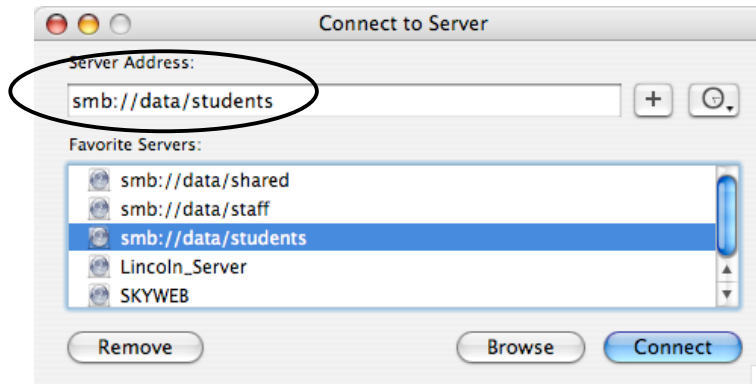 Connect to Server
Server Address:
smb://data/students
+
Favorite Servers:
smb://data/shared
smb://data/staff
smb://data/students
Lincoln_Server
SKYWEB
Remove Browse Connect